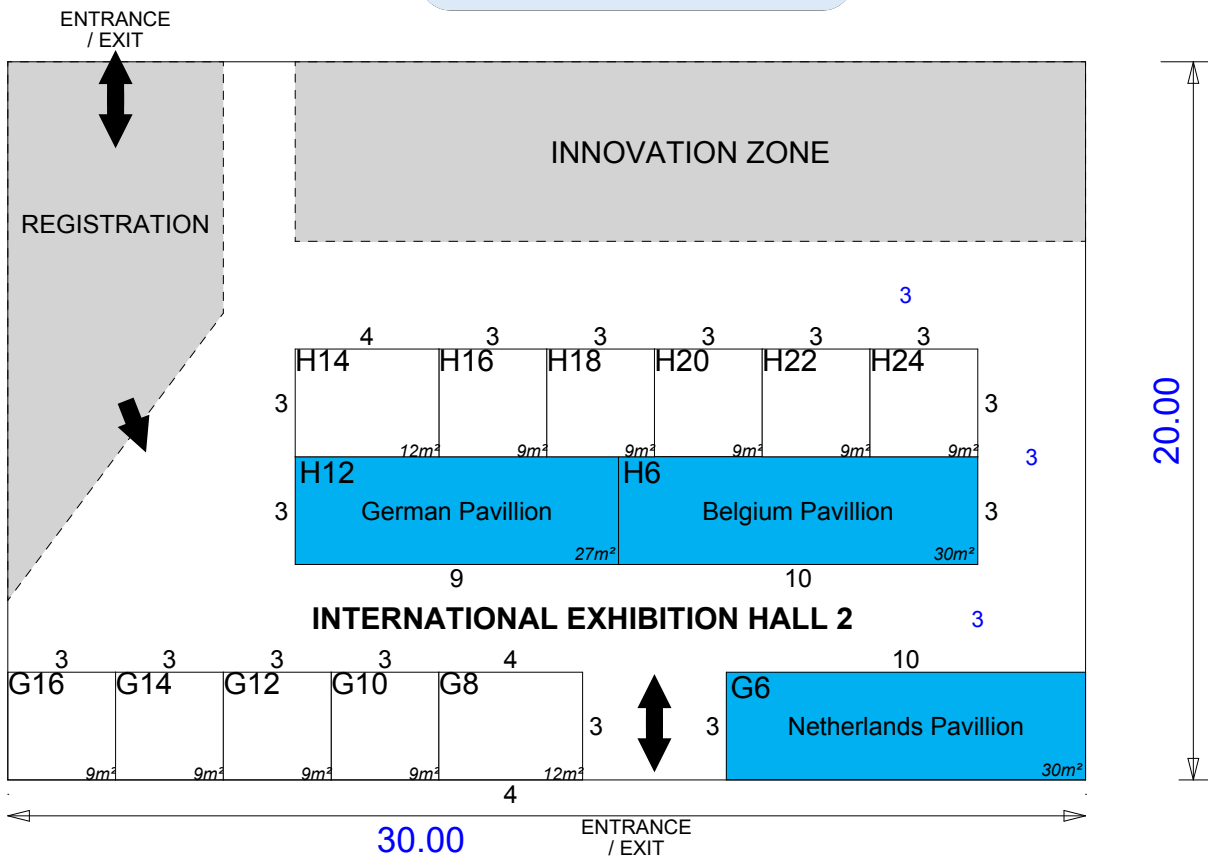 ENTRANCE
/ EXIT
INNOVATION ZONE
REGISTRATION
3
4 3 3 3 3 3
H14 H16 H18 H20 H22 H24
3 3
20.00
12m² 9m² 9m² 9m² 9m² 9m²
3
H12 H6
3 German Pavillion Belgium Pavillion 3
27m² 30m²
9 10
INTERNATIONAL EXHIBITION HALL 2 3
3 3 3 3 4 10
G16 G14 G12 G10 G8 G6
3 3 Netherlands Pavillion
9m² 9m² 9m² 9m² 12m² 30m²
4
30.00
ENTRANCE
/ EXIT